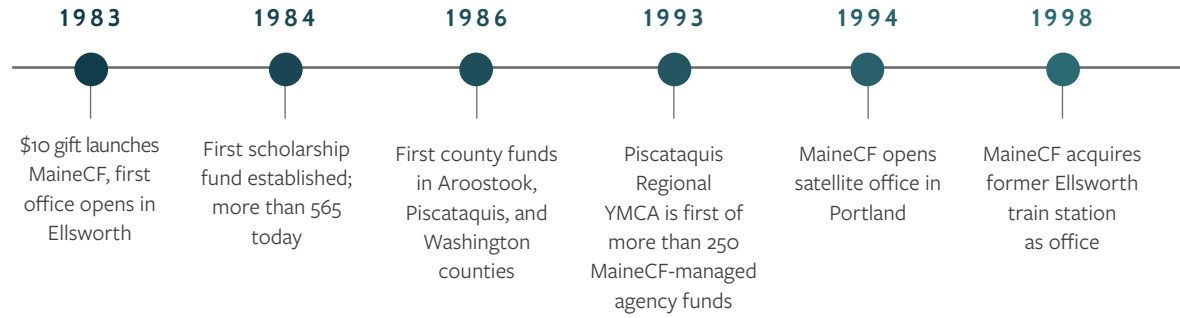 1983
$10 gift launches
MaineCF, first
office opens in
Ellsworth
1984
First scholarship
fund established;
more than 565
today
1986
First county funds
in Aroostook,
Piscataquis, and
Washington
counties
1993
Piscataquis
Regional
YMCA is first of
more than 250
MaineCF-managed
agency funds
1994
MaineCF opens
satellite office in
Portland
1998
MaineCF acquires
former Ellsworth
train station
as office